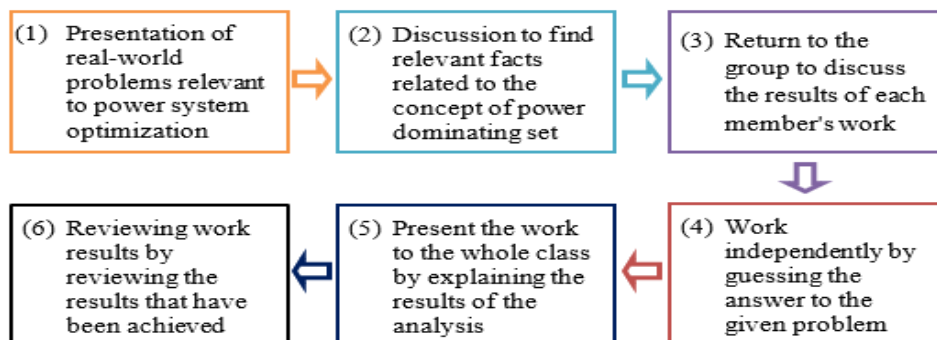 (1) Presentation of
real-world
problems relevant
to power system
optimization
(2) Discussion to find
relevant facts
related to the
concept of power
dominating set
(3) Return to the
group to discuss
the results of each
member's work
(4) Work
independently by
guessing the
answer to the
given problem
(5) Present the work
to the whole class
by explaining the
results of the
analysis
(6) Reviewing work
results by
reviewing the
results that have
been achieved